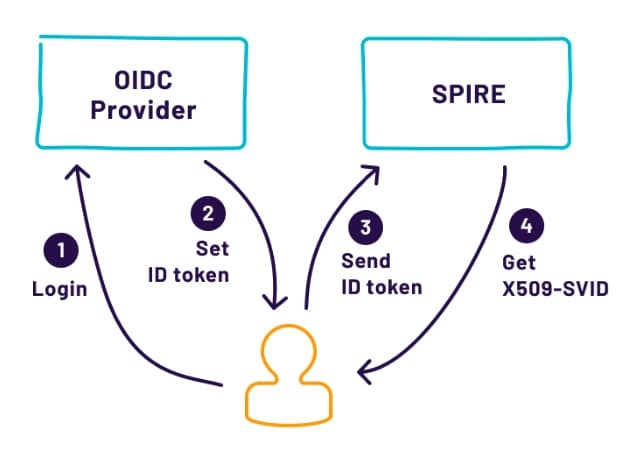 OIDC
Provider
SPIRE
1
Login
2
Set
ID token
3
Send
ID token
4
Get
X509-SVID